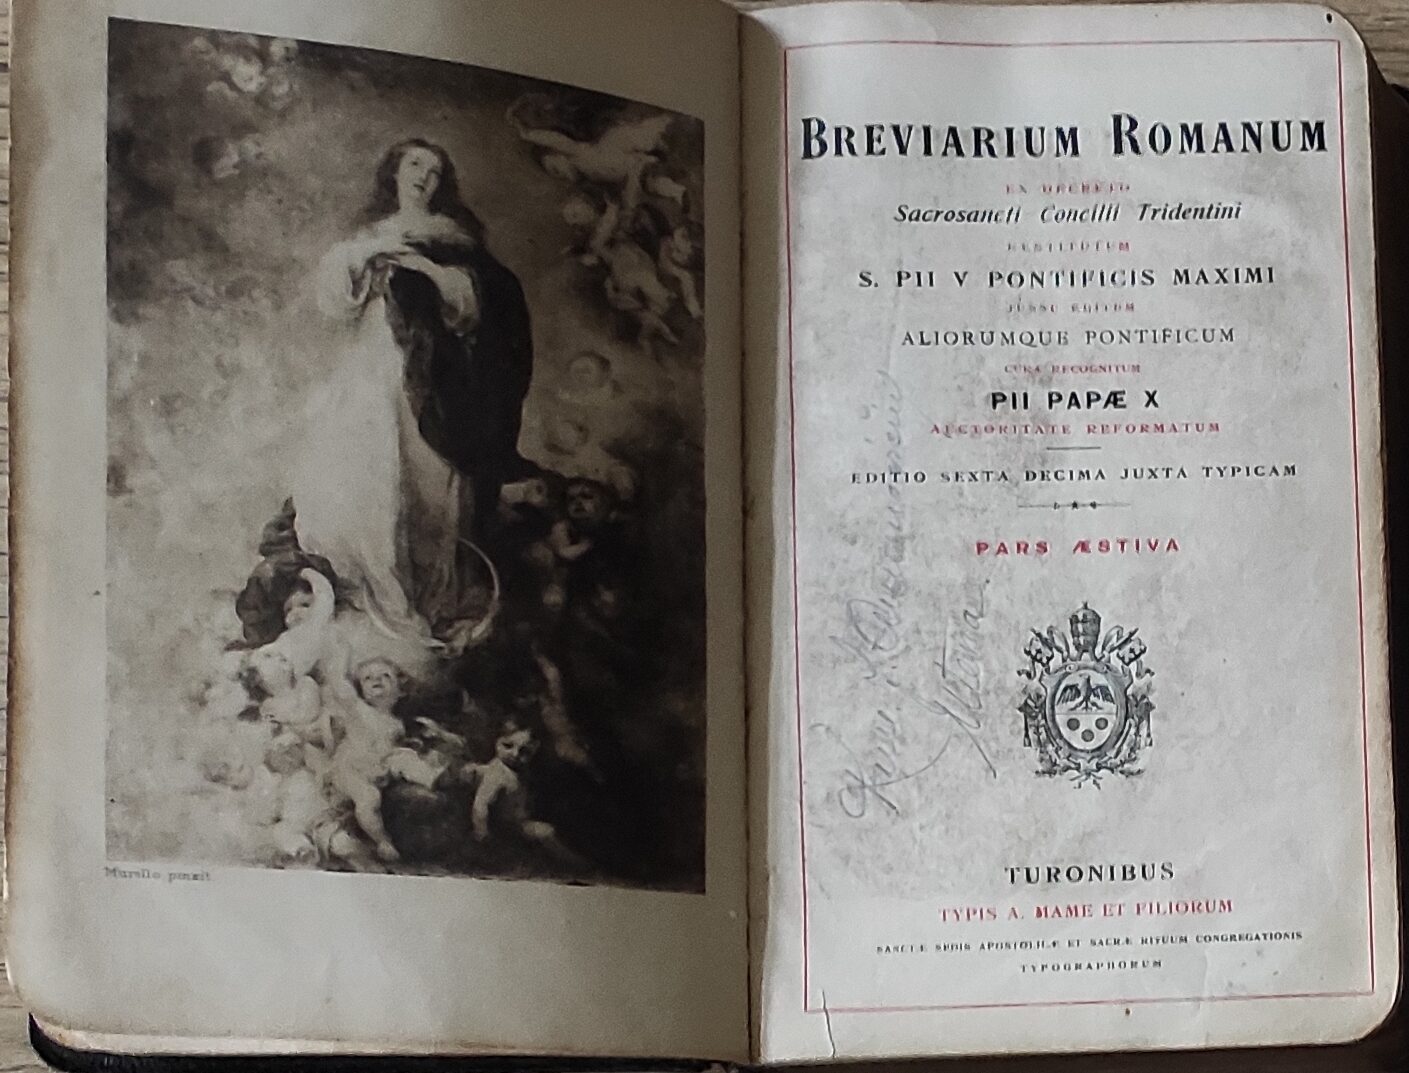 Murillo pinxit
BREVIARIUM ROMANUM
EX DECRETO
Sacrosancti Concilii Tridentini
RESTITUTUM
S. PII V PONTIFICIS MAXIMI
JUSSU EDITUM
ALIORUMQUE PONTIFICUM
CURA RECOGNITUM
PII PAPÆ X
AUCTORITATE REFORMATUM
EDITIO SEXTA DECIMA JUXTA TYPICAM
PARS ÆSTIVA
TURONIBUS
TYPIS A. MAME ET FILIORUM
SANCTÆ SEDIS APOSTOLICÆ ET SACRÆ RITUUM CONGREGATIONIS
TYPOGRAPHORUM